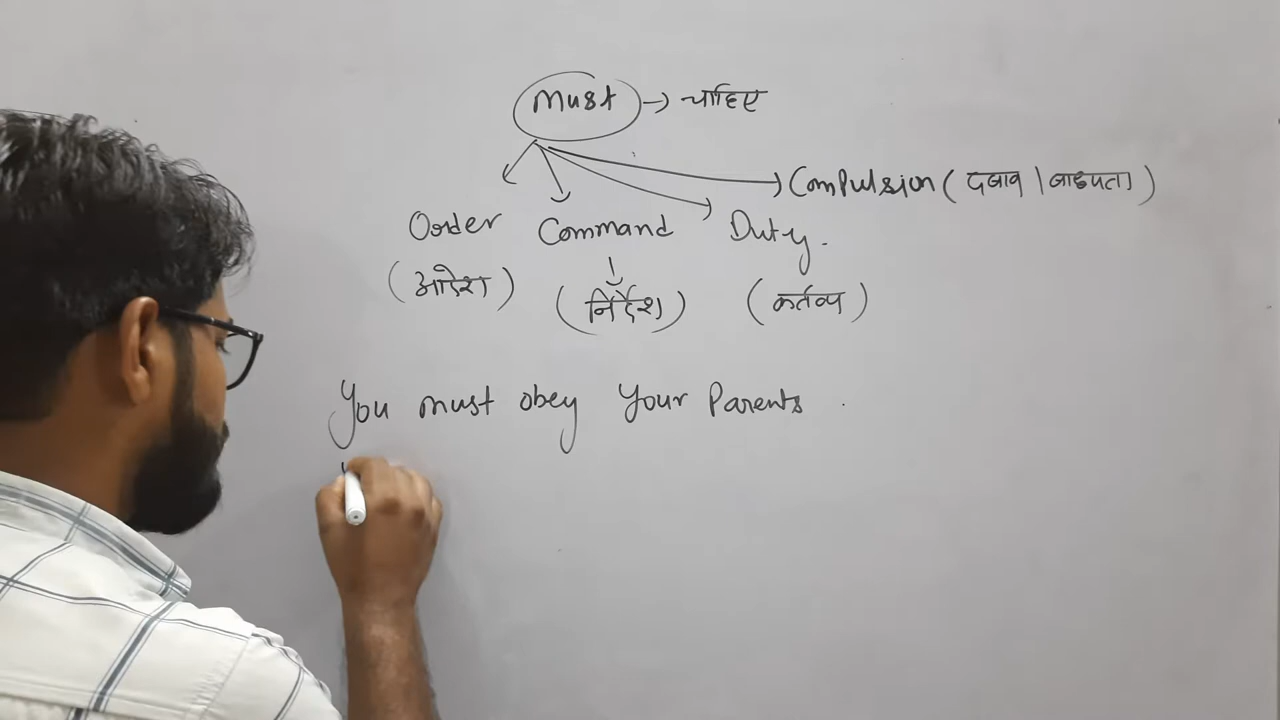 Must → चाहिए
Compulsion ( दबाव | बाध्यता )
Order Command Duty.
( आदेश ) ( निर्देश ) ( कर्तव्य )
You must obey Your Parents .